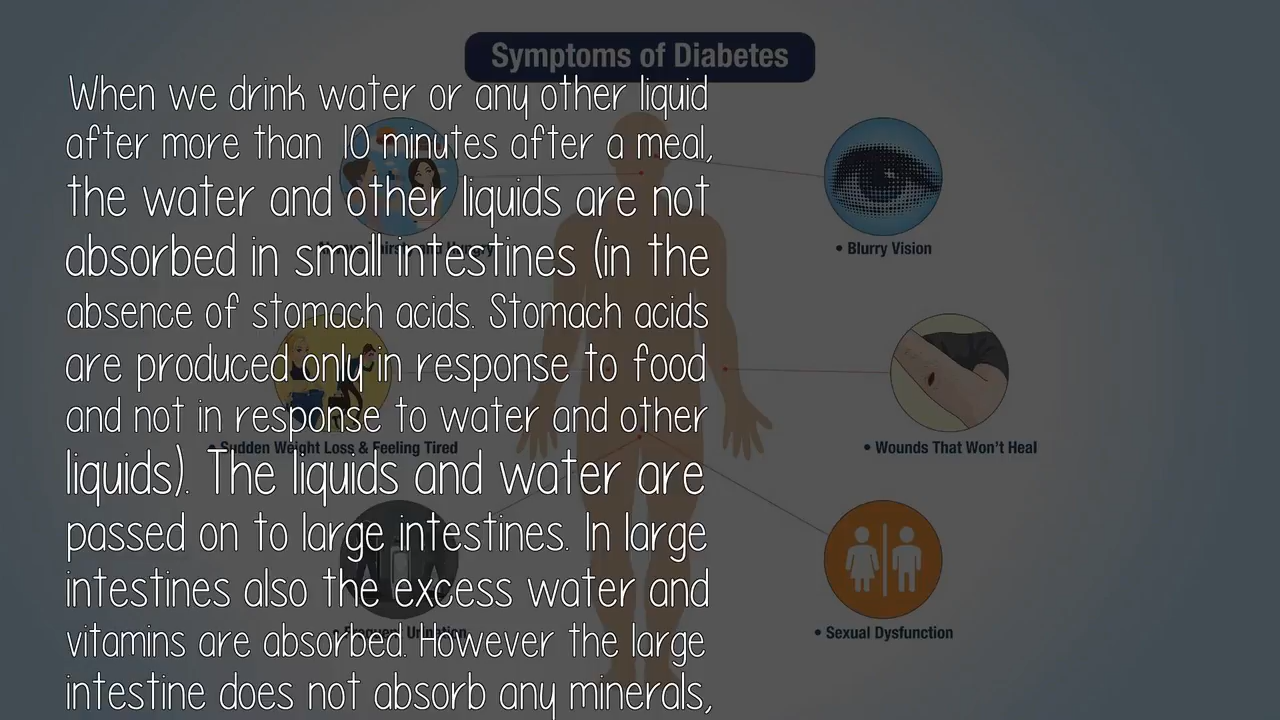 Symptoms of Diabetes
When we drink water or any other liquid
after more than 10 minutes after a meal,
the water and other liquids are not
absorbed in small intestines (in the
absence of stomach acids. Stomach acids
are produced only in response to food
and not in response to water and other
liquids). The liquids and water are
passed on to large intestines. In large
intestines also the excess water and
vitamins are absorbed. However the large
intestine does not absorb any minerals,
• Blurry Vision
• Sudden Weight Loss & Feeling Tired
• Wounds That Won't Heal
• Frequent Urination
• Sexual Dysfunction